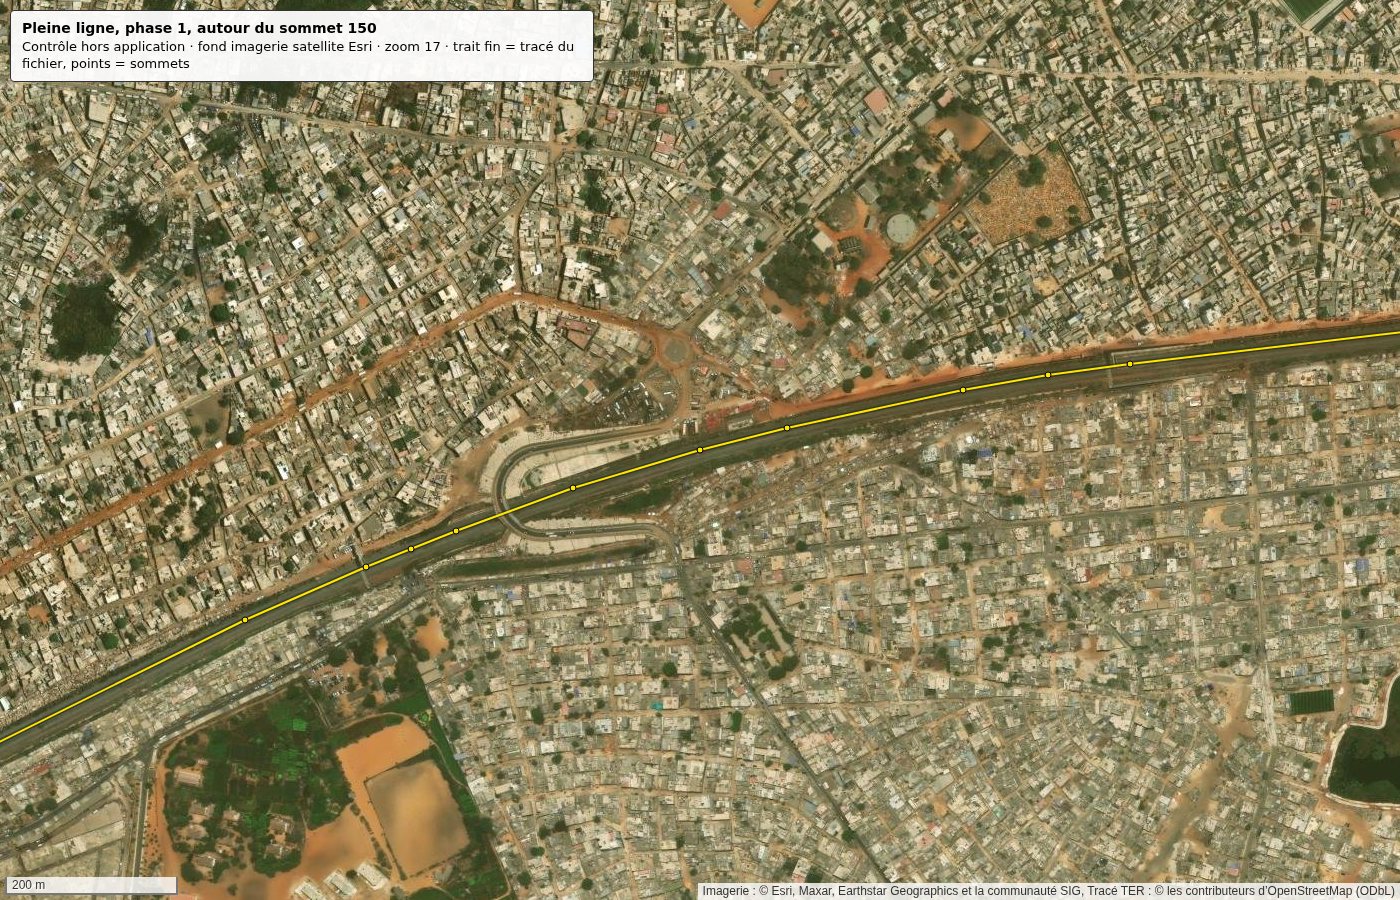 Pleine ligne, phase 1, autour du sommet 150
Contrôle hors application · fond imagerie satellite Esri · zoom 17 · trait fin = tracé du
fichier, points = sommets
200 m
Imagerie : © Esri, Maxar, Earthstar Geographics et la communauté SIG, Tracé TER : © les contributeurs d'OpenStreetMap (ODbL)